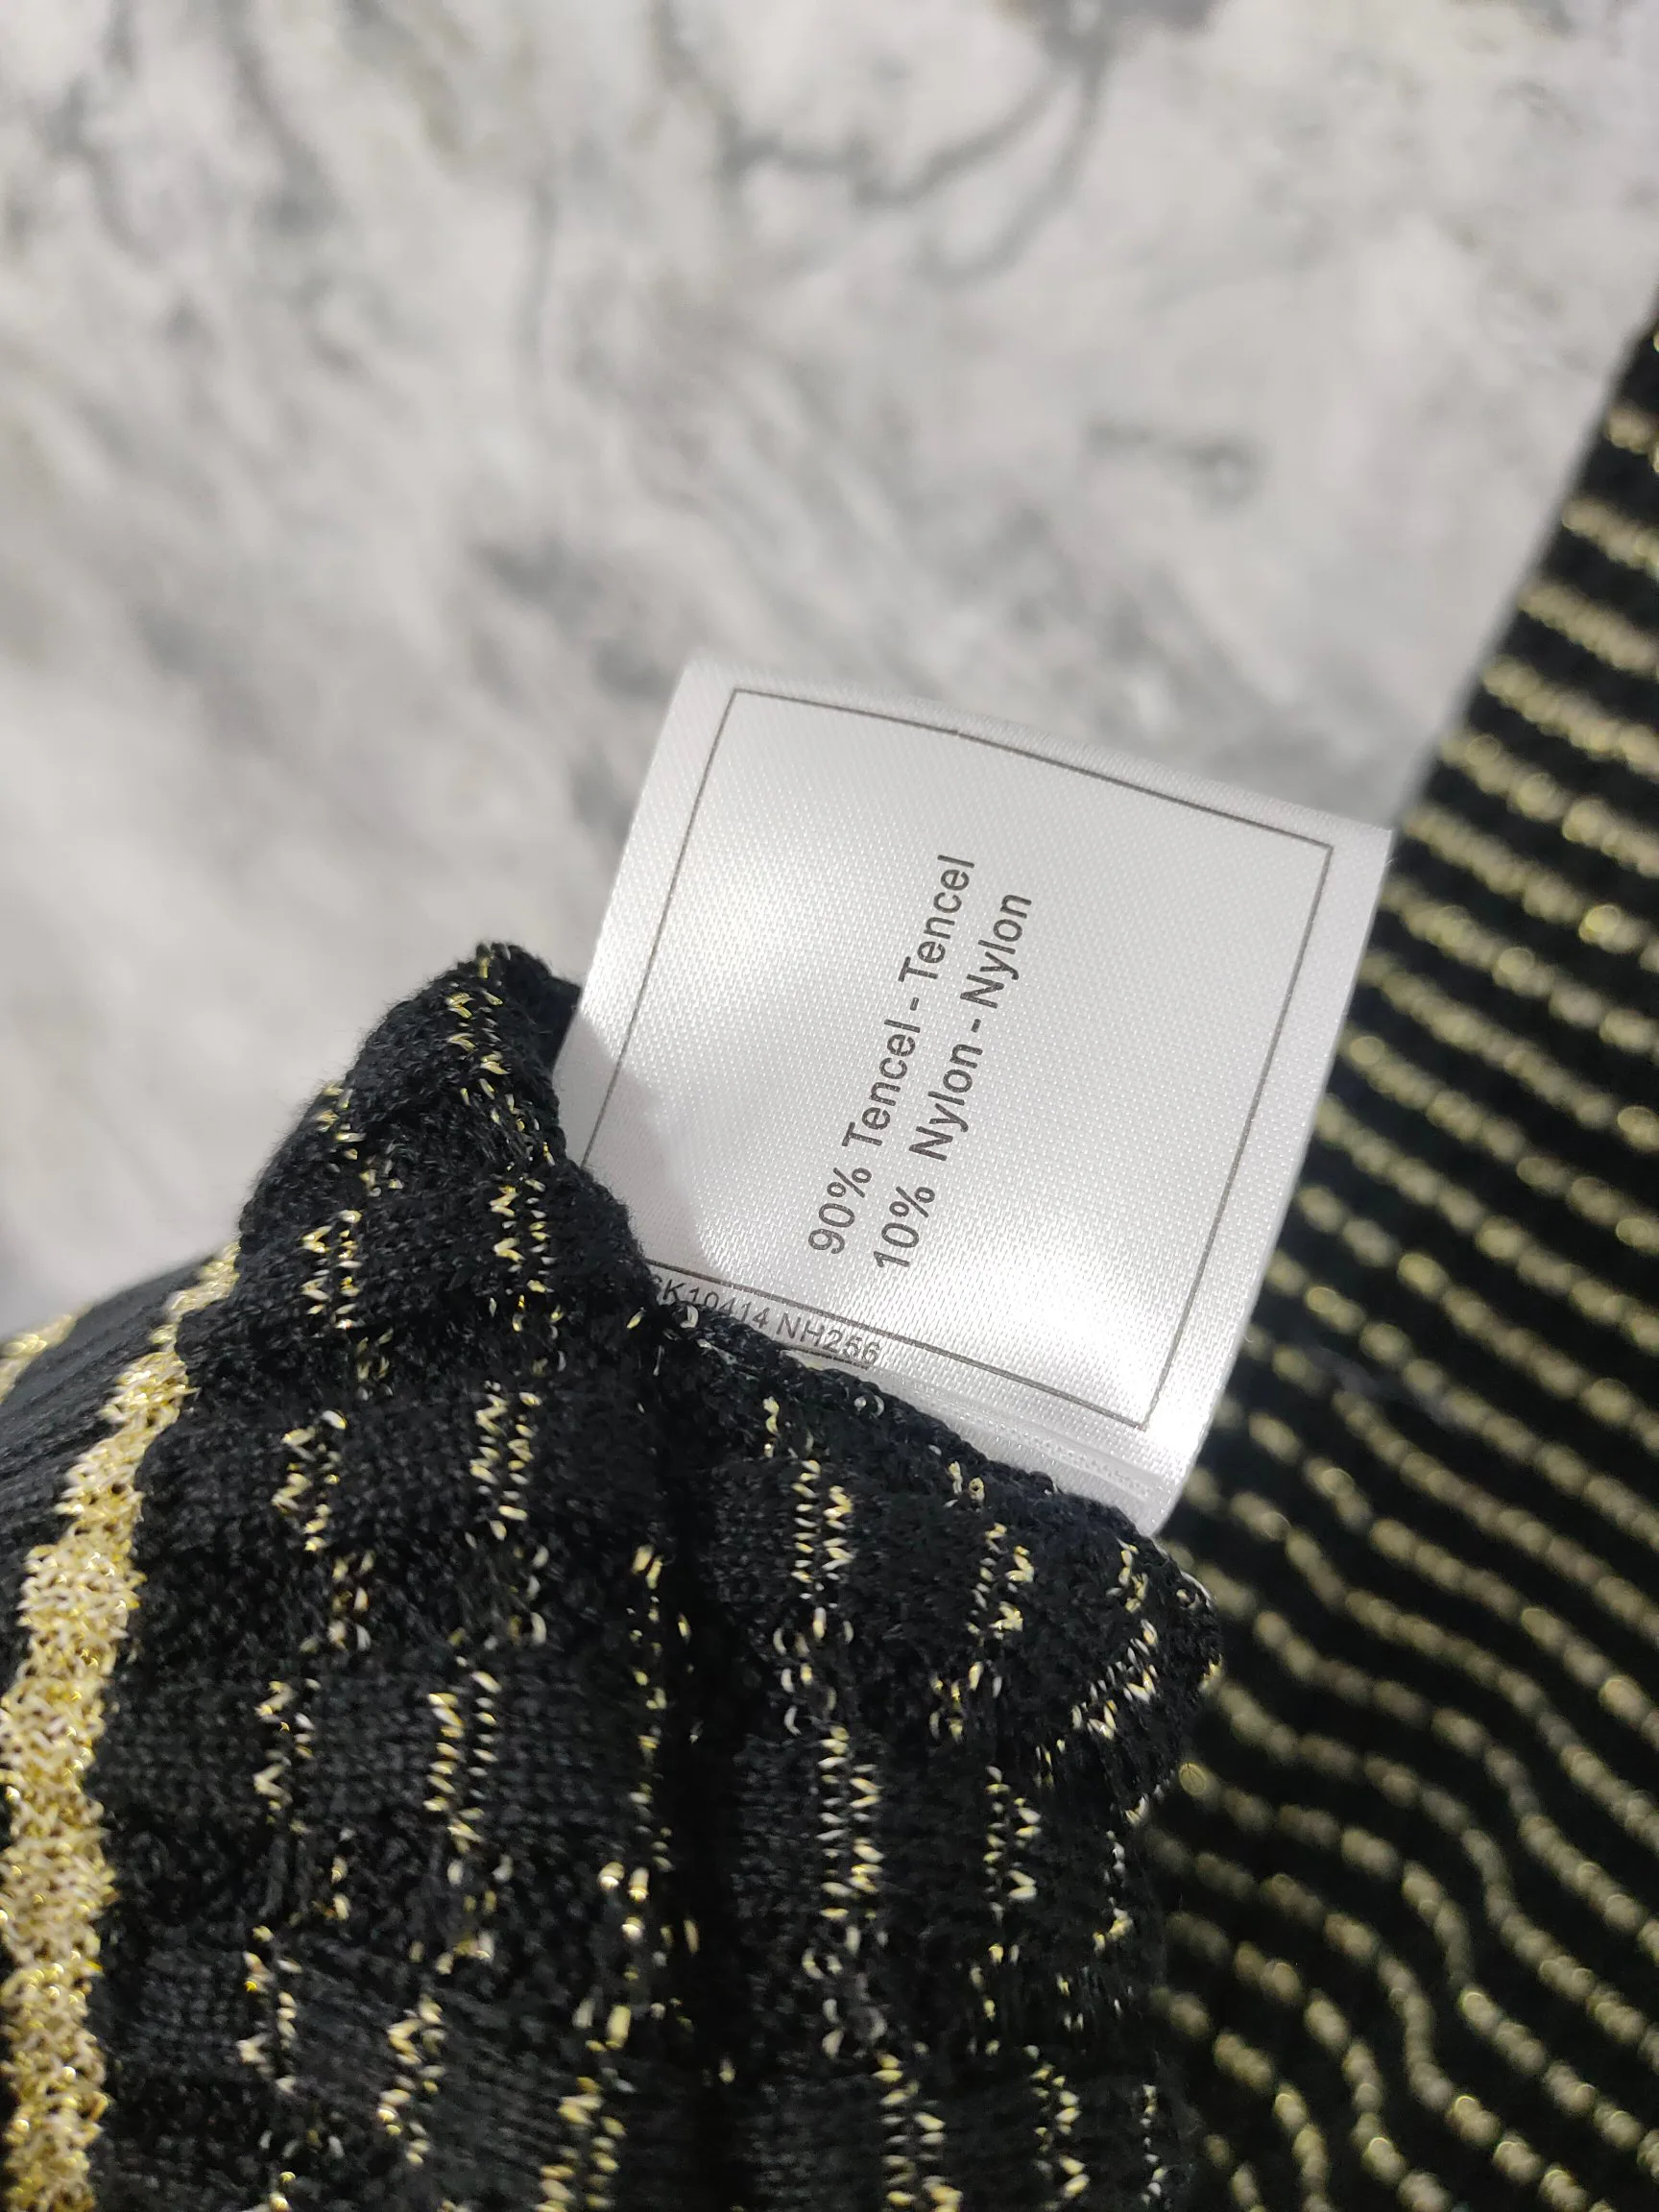 90% Tencel - Tencel
10% Nylon - Nylon
K10414 NH256